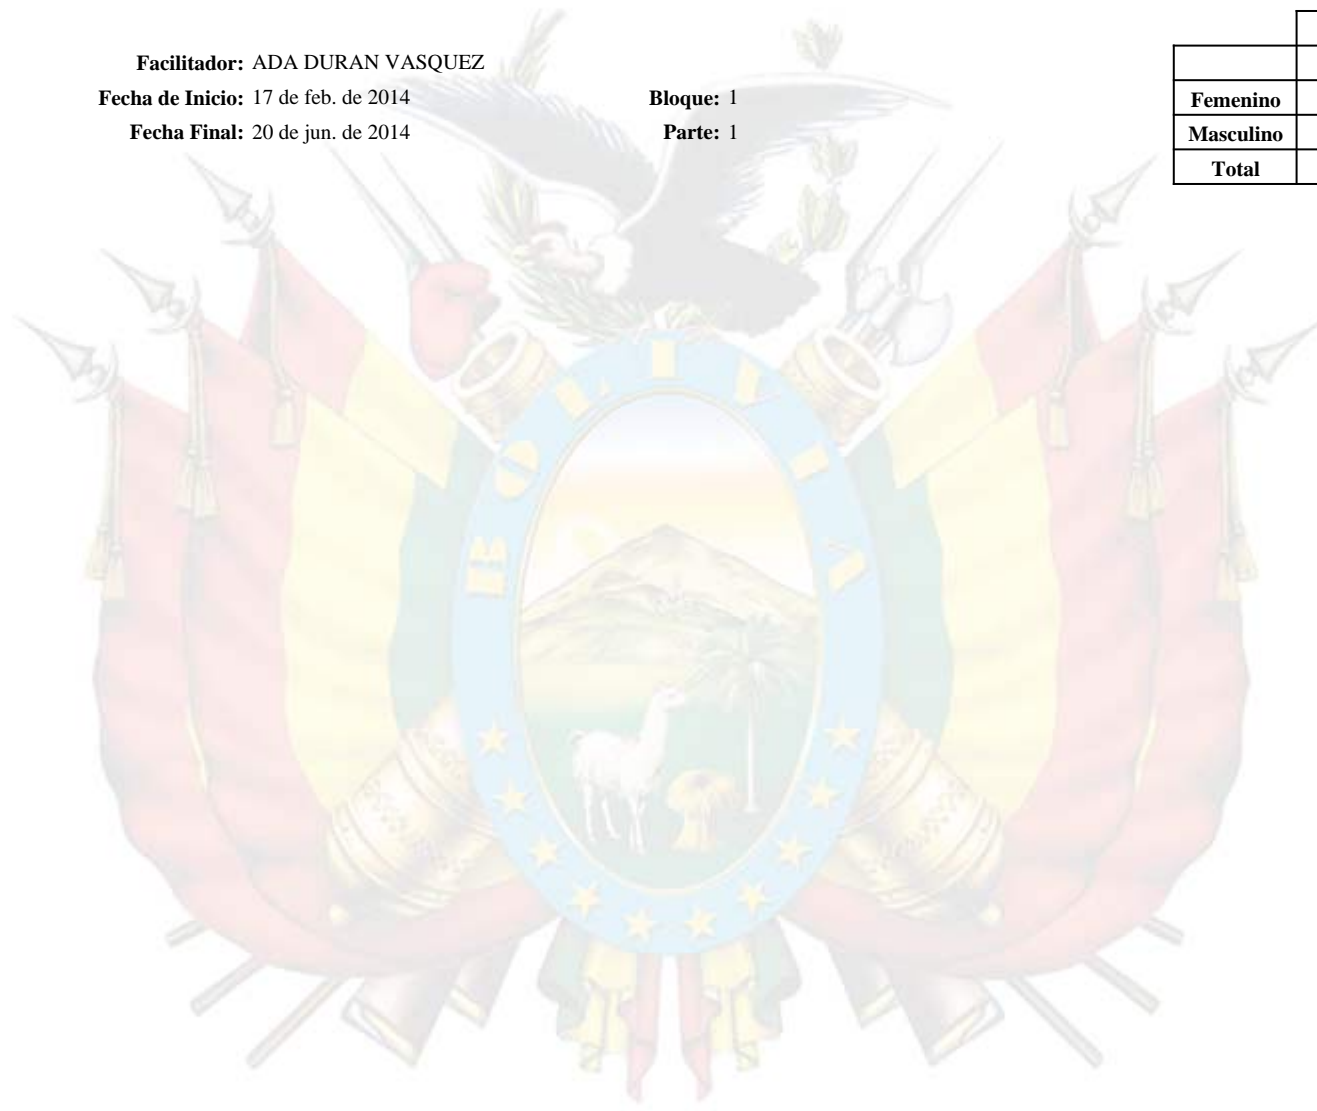 Facilitador: ADA DURAN VASQUEZ
Fecha de Inicio: 17 de feb. de 2014 Bloque: 1
Fecha Final: 20 de jun. de 2014 Parte: 1
Femenino
Masculino
Total
BOLIVIA